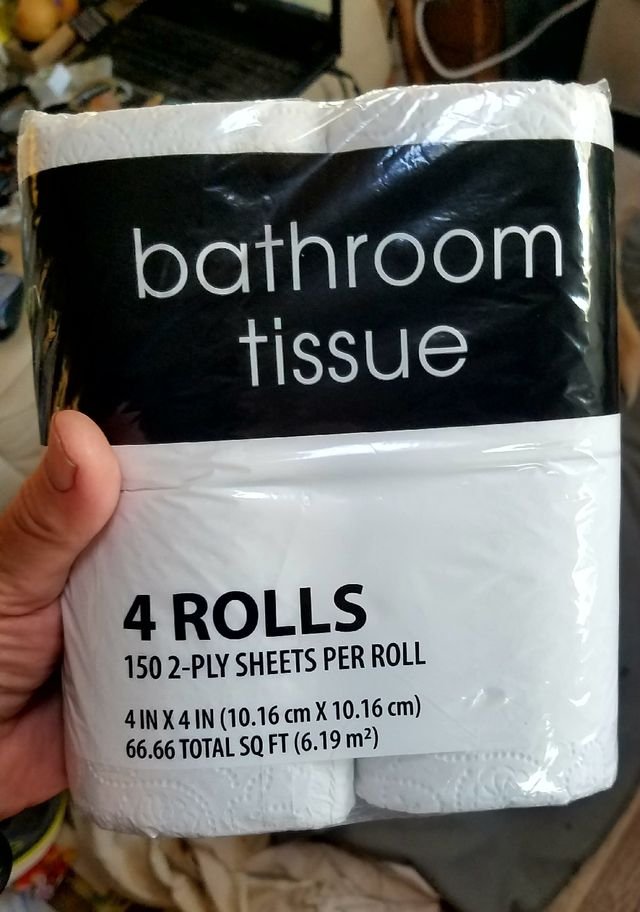 bathroom
tissue
4 ROLLS
150 2-PLY SHEETS PER ROLL
4 IN X 4 IN (10.16 cm X 10.16 cm)
66.66 TOTAL SQ FT (6.19 m²)